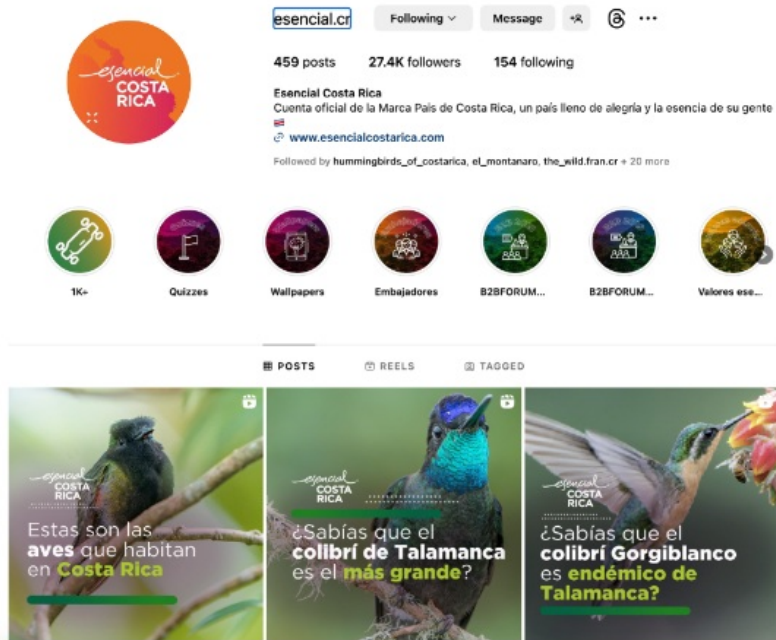 esencial.cr Following Message
459 posts 27.4K followers 154 following
Esencial Costa Rica
Cuenta oficial de la Marca Pais de Costa Rica, un país lleno de alegría y la esencia de su gente
www.esencialcostarica.com
Followed by hummingbirds_of_costarica, el_montanaro, the_wild.fran.cr + 20 more
esencial
COSTA
RICA
1K+ Quizzes Wallpapers Embajadores B2BFORUM... B2BFORUM... Valores ese...
POSTS REELS TAGGED
esencial
COSTA
RICA
Estas son las
aves que habitan
en Costa Rica
esencial
COSTA
RICA
¿Sabías que el
colibrí de Talamanca
es el más grande?
esencial
COSTA
RICA
¿Sabías que el
colibrí Gorgiblanco
es endémico de
Talamanca?